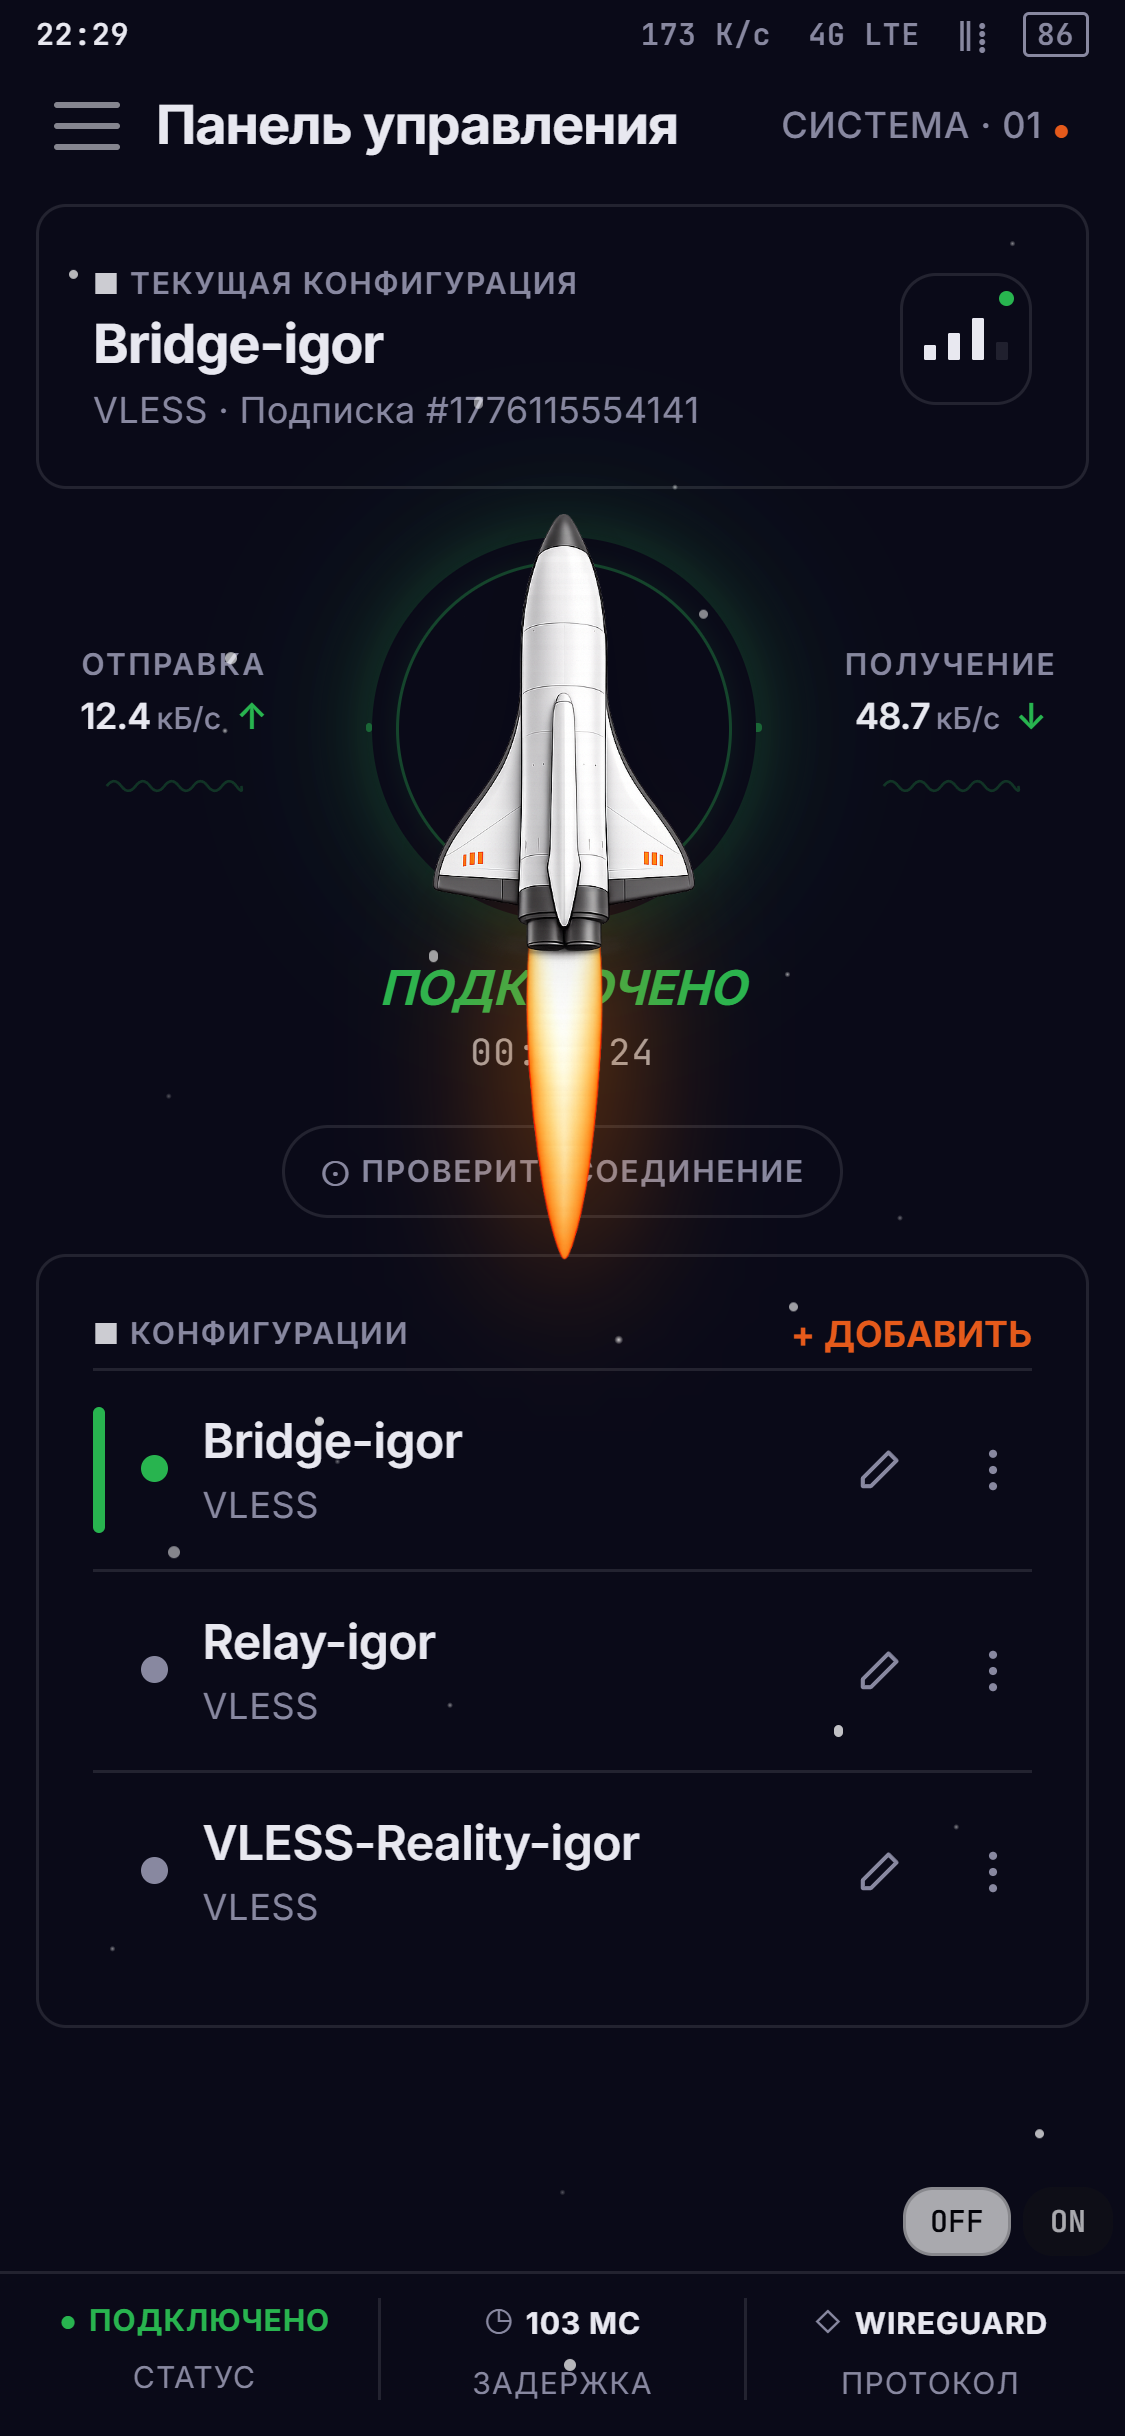 22:29 173 K/c 4G LTE 86
Панель управления СИСТЕМА · 01
ТЕКУЩАЯ КОНФИГУРАЦИЯ
Bridge-igor
VLESS · Подписка #1776115554141
ОТПРАВКА ПОЛУЧЕНИЕ
12.4 кБ/с 48.7 кБ/с
00: 24
СОЕДИНЕНИЕ
КОНФИГУРАЦИИ + ДОБАВИТЬ
Bridge-igor
VLESS
Relay-igor
VLESS
VLESS-Reality-igor
VLESS
OFF ON
ПОДКЛЮЧЕНО 103 МС WIREGUARD
СТАТУС ЗАДЕРЖКА ПРОТОКОЛ